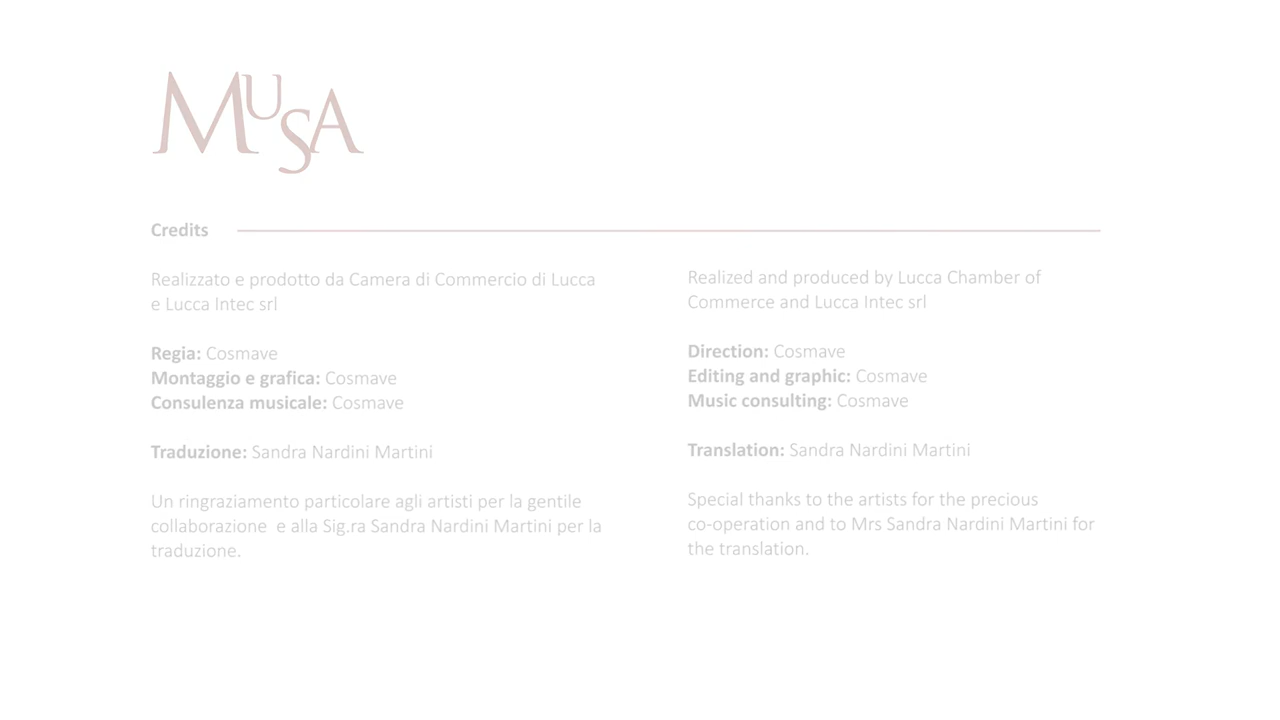 MUSA
Credits
Realizzato e prodotto da Camera di Commercio di Lucca
e Lucca Intec srl
Regia: Cosmave
Montaggio e grafica: Cosmave
Consulenza musicale: Cosmave
Traduzione: Sandra Nardini Martini
Un ringraziamento particolare agli artisti per la gentile
collaborazione  e alla Sig.ra Sandra Nardini Martini per la
traduzione.
Realized and produced by Lucca Chamber of
Commerce and Lucca Intec srl
Direction: Cosmave
Editing and graphic: Cosmave
Music consulting: Cosmave
Translation: Sandra Nardini Martini
Special thanks to the artists for the precious
co-operation and to Mrs Sandra Nardini Martini for
the translation.